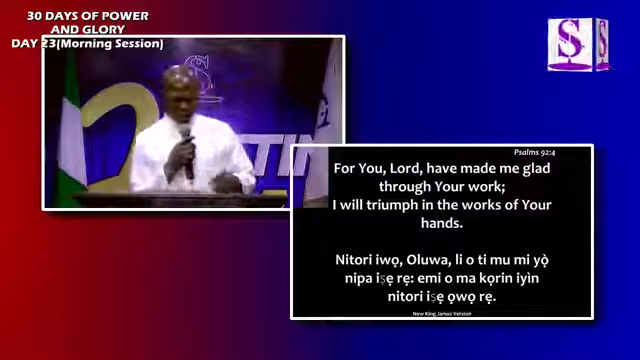 30 DAYS OF POWER
AND GLORY
DAY 23(Morning Session)
S
S
Psalms 92:4
For You, Lord, have made me glad
through Your work;
I will triumph in the works of Your
hands.
Nitori iwọ, Oluwa, li o ti mu mi yọ̀
nipa iṣẹ rẹ: emi o ma kọrin iyìn
nitori iṣẹ ọwọ rẹ.
New King James Version